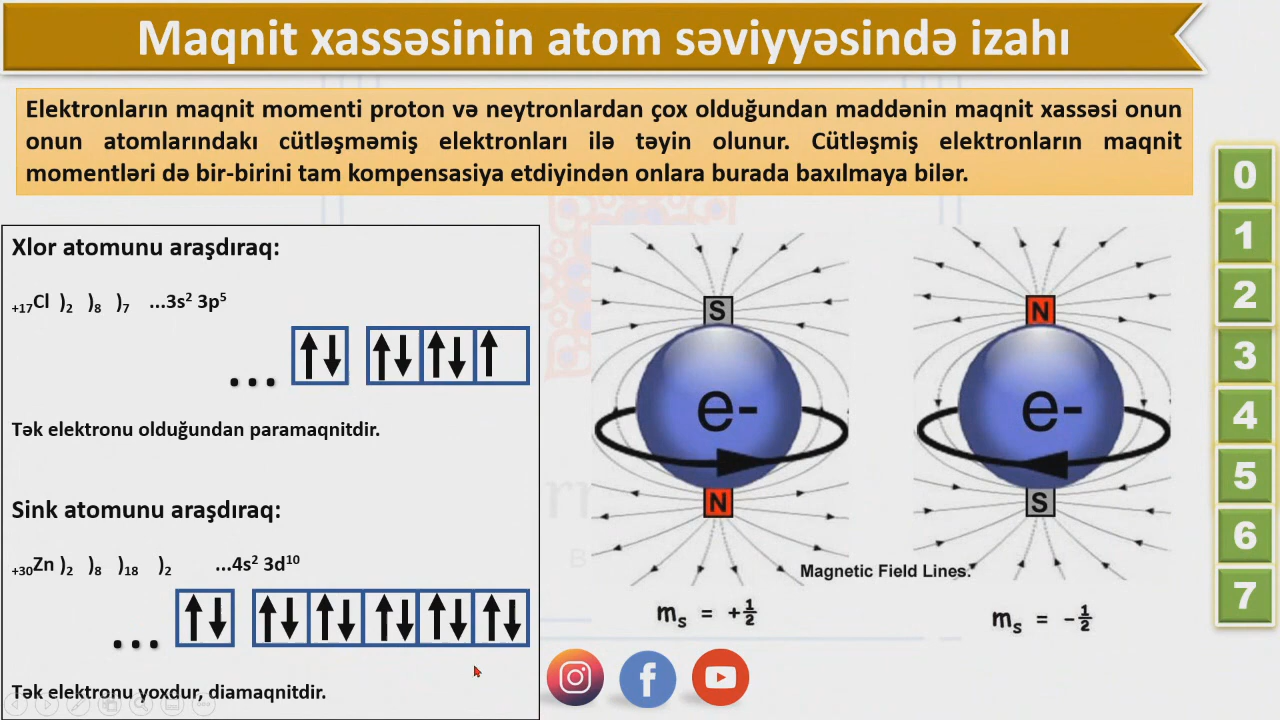 Maqnit xassəsinin atom səviyyəsində izahı
Elektronların maqnit momenti proton və neytronlardan çox olduğundan maddənin maqnit xassəsi onun
onun atomlarındakı cütləşməmiş elektronları ilə təyin olunur. Cütləşmiş elektronların maqnit
momentləri də bir-birini tam kompensasiya etdiyindən onlara burada baxılmaya bilər.
Xlor atomunu araşdıraq:
₊₁₇Cl )₂ )₈ )₇ ...3s² 3p⁵
...
Tək elektronu olduğundan paramaqnitdir.
Sink atomunu araşdıraq:
₊₃₀Zn )₂ )₈ )₁₈ )₂ ...4s² 3d¹⁰
...
Tək elektronu yoxdur, diamaqnitdir.
S
e-
N
N
e-
S
Magnetic Field Lines.
mₛ = +½
mₛ = -½
0
1
2
3
4
5
6
7